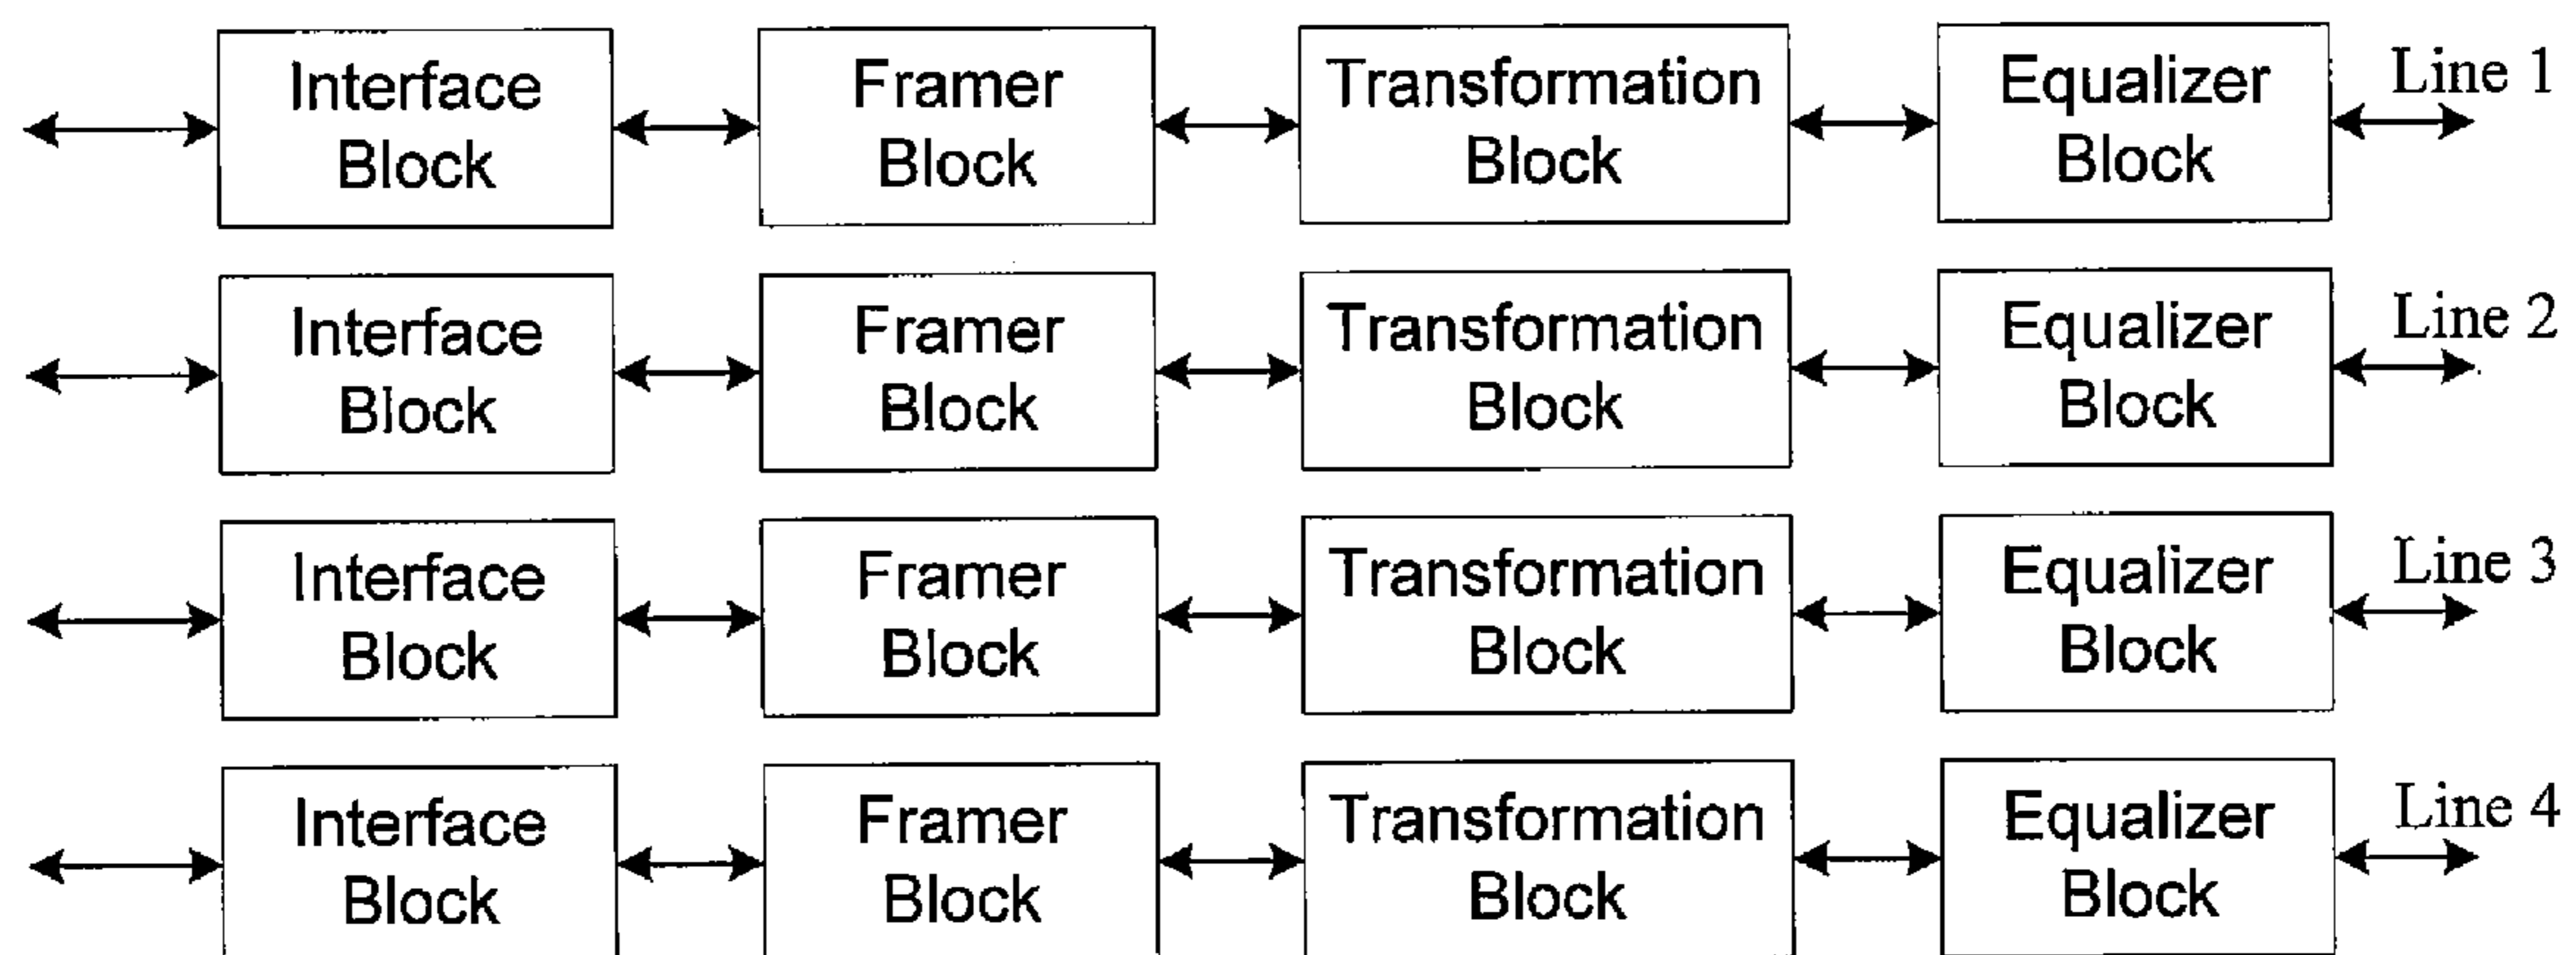 Interface Block
Framer Block
Transformation Block
Equalizer Block
Line 1
Interface Block
Framer Block
Transformation Block
Equalizer Block
Line 2
Interface Block
Framer Block
Transformation Block
Equalizer Block
Line 3
Interface Block
Framer Block
Transformation Block
Equalizer Block
Line 4